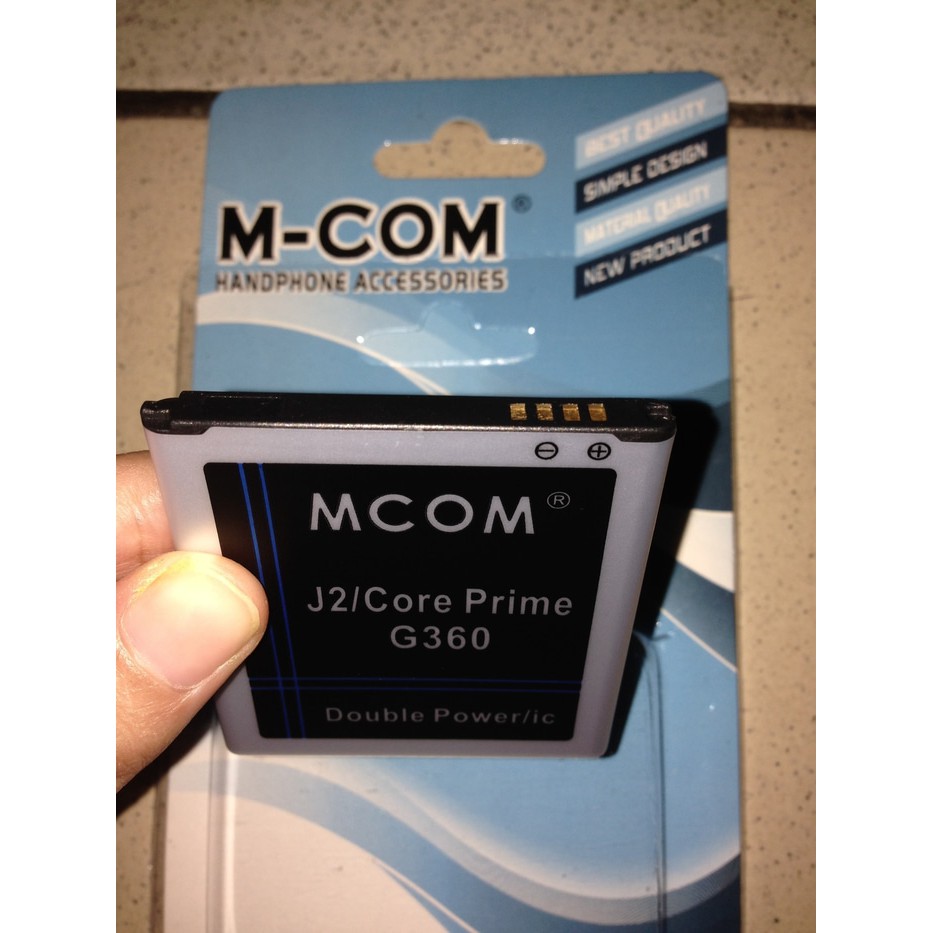 BEST QUALITY
SIMPLE DESIGN
MATERIAL QUALITY
NEW PRODUCT
M-COM®
HANDPHONE ACCESSORIES
⊖ ⊕
MCOM®
J2/Core Prime
G360
Double Power/ic